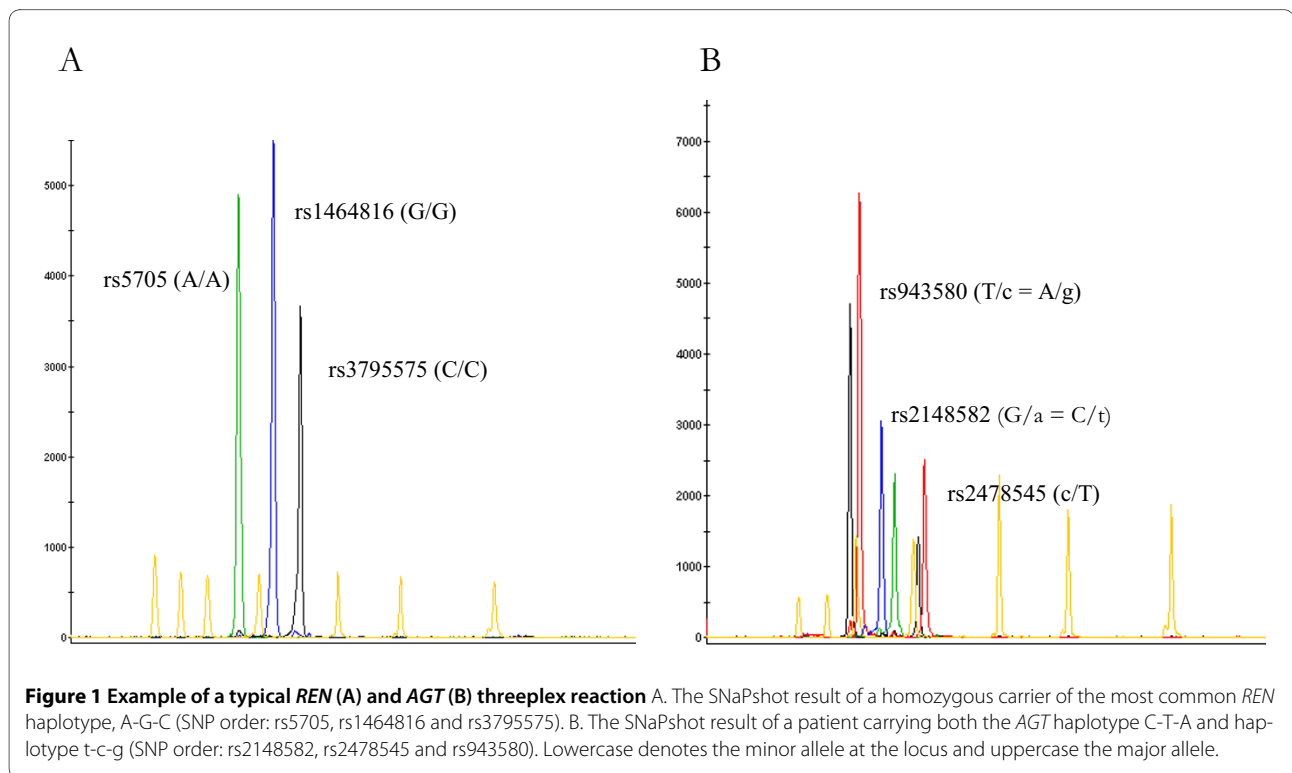 A
B
5000
4000
3000
2000
1000
0
rs1464816 (G/G)
rs5705 (A/A)
rs3795575 (C/C)
7000
6000
5000
4000
3000
2000
1000
0
rs943580 (T/c = A/g)
rs2148582 (G/a = C/t)
rs2478545 (c/T)
Figure 1 Example of a typical REN (A) and AGT (B) threeplex reaction A. The SNaPshot result of a homozygous carrier of the most common REN
haplotype, A-G-C (SNP order: rs5705, rs1464816 and rs3795575). B. The SNaPshot result of a patient carrying both the AGT haplotype C-T-A and hap-
lotype t-c-g (SNP order: rs2148582, rs2478545 and rs943580). Lowercase denotes the minor allele at the locus and uppercase the major allele.